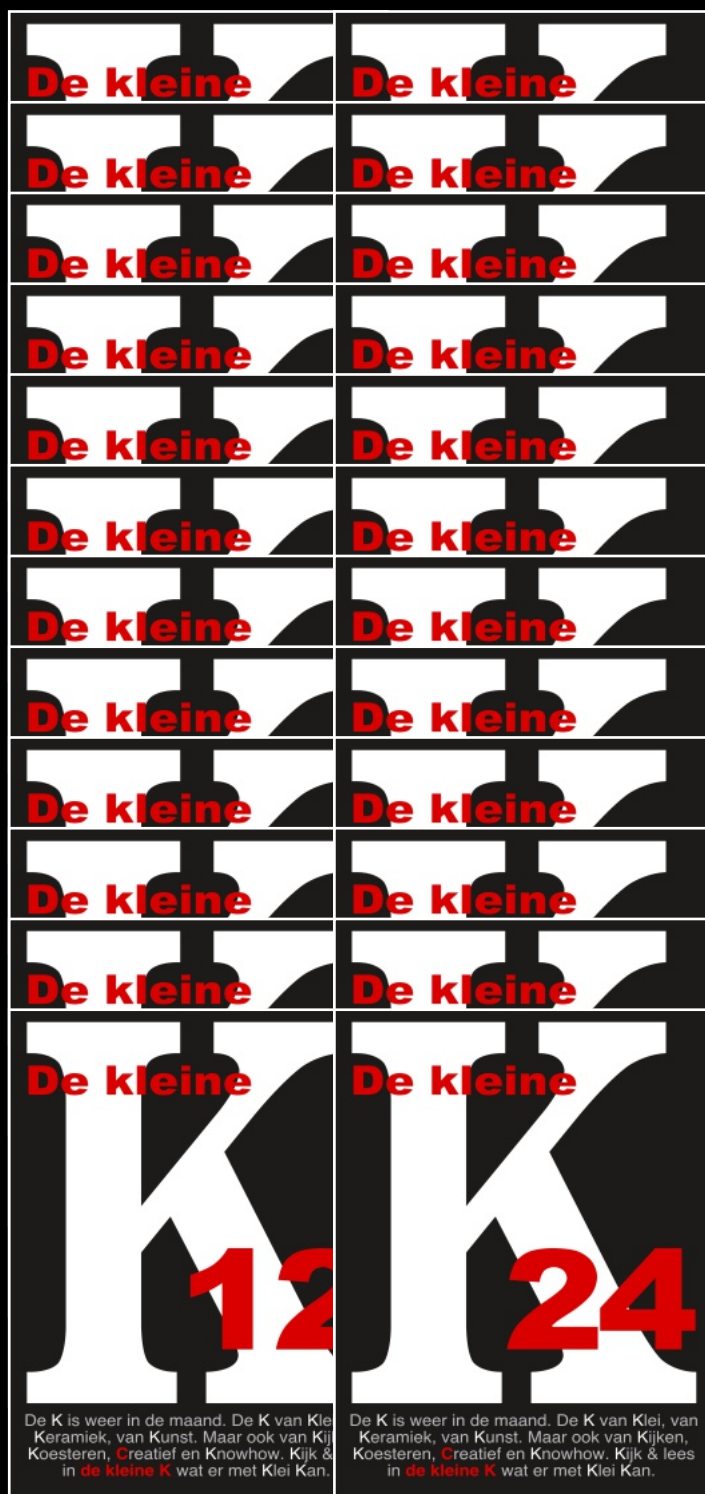 De kleine
De kleine
De kleine
De kleine
De kleine
De kleine
De kleine
De kleine
De kleine
De kleine
De kleine
De kleine
K
12
De K is weer in de maand. De K van Kle
Keramiek, van Kunst. Maar ook van Kij
Koesteren, Creatief en Knowhow. Kijk &
in de kleine K wat er met Klei Kan.
De kleine
De kleine
De kleine
De kleine
De kleine
De kleine
De kleine
De kleine
De kleine
De kleine
De kleine
De kleine
K
24
De K is weer in de maand. De K van Klei, van
Keramiek, van Kunst. Maar ook van Kijken,
Koesteren, Creatief en Knowhow. Kijk & lees
in de kleine K wat er met Klei Kan.